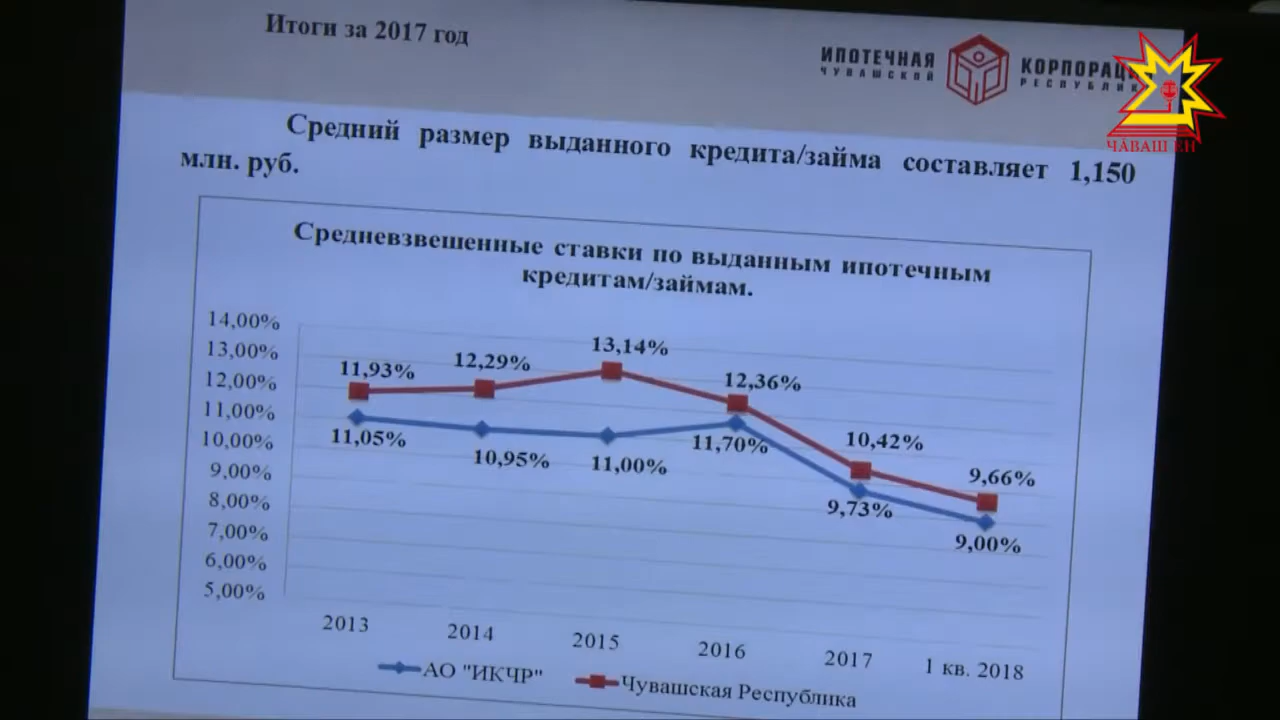 Итоги за 2017 год
ИПОТЕЧНАЯ КОРПОРАЦ
ЧУВАШСКОЙ РЕСПУБЛИК
ЧӐВАШ ЕН
Средний размер выданного кредита/займа составляет 1,150
млн. руб.
Средневзвешенные ставки по выданным ипотечным
кредитам/займам.
14,00%
13,00%
12,00%
11,00%
10,00%
9,00%
8,00%
7,00%
6,00%
5,00%
11,93%
12,29%
13,14%
12,36%
10,42%
9,66%
11,05%
10,95%
11,00%
11,70%
9,73%
9,00%
2013 2014 2015 2016 2017 1 кв. 2018
АО "ИКЧР" Чувашская Республика